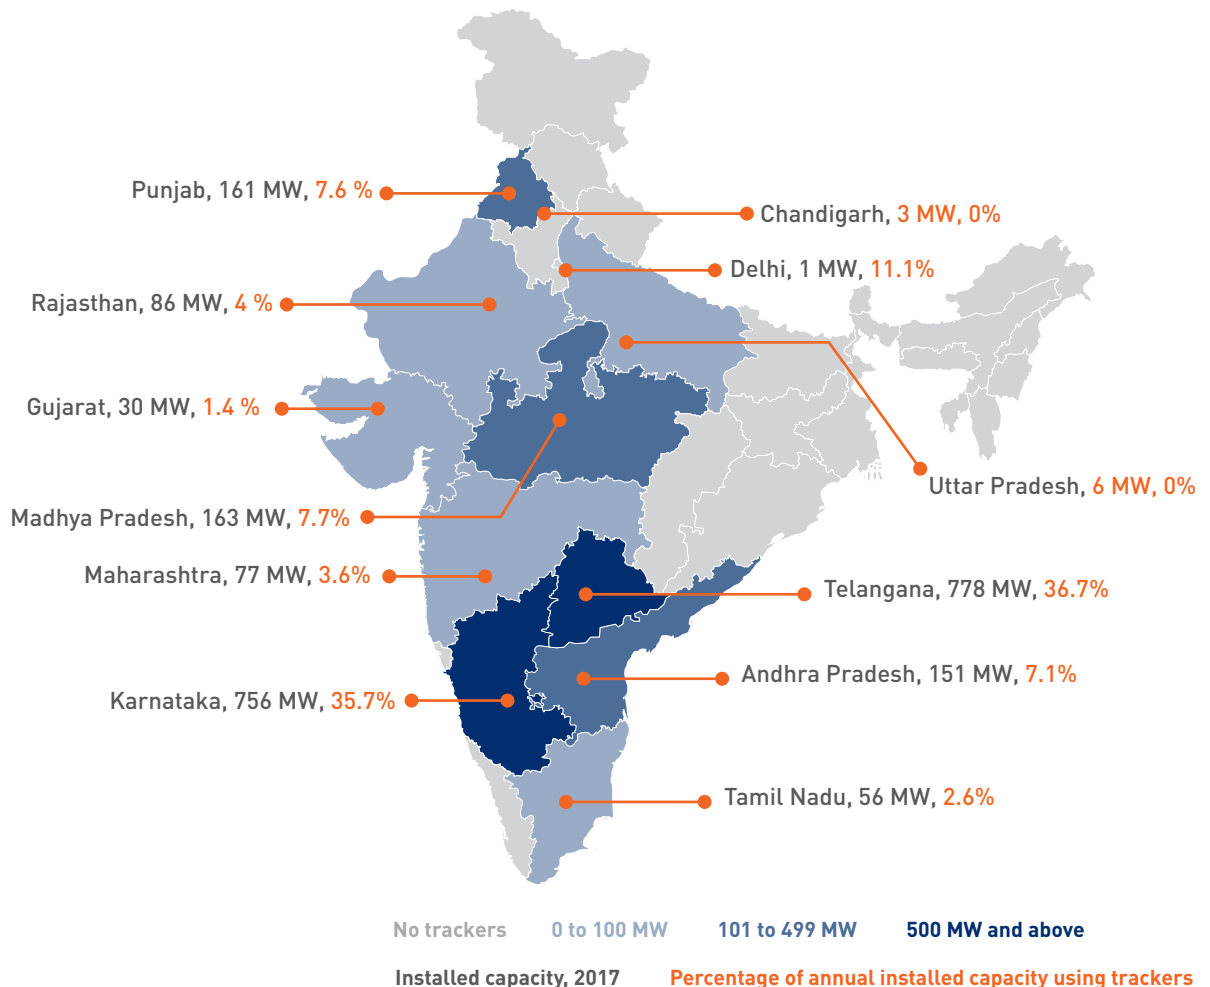 Punjab, 161 MW, 7.6 %
Chandigarh, 3 MW, 0%
Delhi, 1 MW, 11.1%
Rajasthan, 86 MW, 4 %
Gujarat, 30 MW, 1.4 %
Uttar Pradesh, 6 MW, 0%
Madhya Pradesh, 163 MW, 7.7%
Maharashtra, 77 MW, 3.6%
Telangana, 778 MW, 36.7%
Andhra Pradesh, 151 MW, 7.1%
Karnataka, 756 MW, 35.7%
Tamil Nadu, 56 MW, 2.6%
No trackers 0 to 100 MW 101 to 499 MW 500 MW and above
Installed capacity, 2017 Percentage of annual installed capacity using trackers